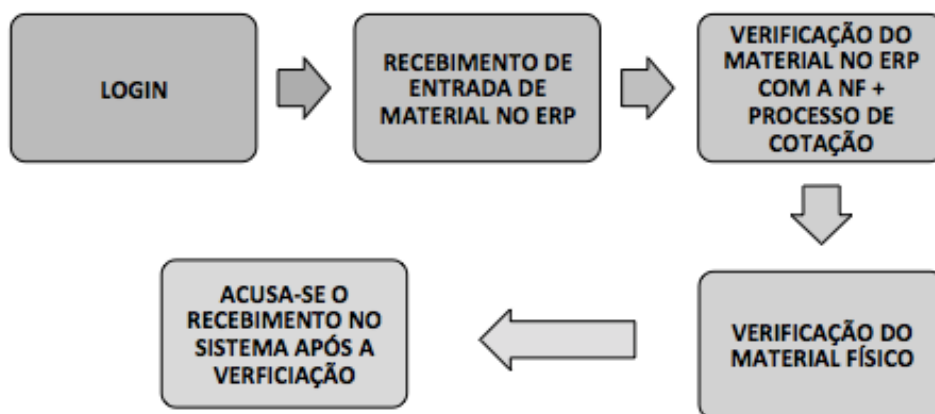 LOGIN
RECEBIMENTO DE
ENTRADA DE
MATERIAL NO ERP
VERIFICAÇÃO DO
MATERIAL NO ERP
COM A NF +
PROCESSO DE
COTAÇÃO
VERIFICAÇÃO DO
MATERIAL FÍSICO
ACUSA-SE O
RECEBIMENTO NO
SISTEMA APÓS A
VERFICIAÇÃO